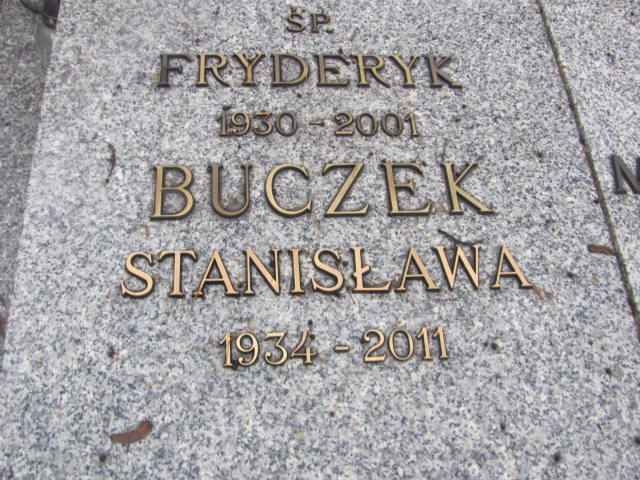 ŚP.
FRYDERYK
1930 - 2001
BUCZEK
STANISŁAWA
1934 - 2011